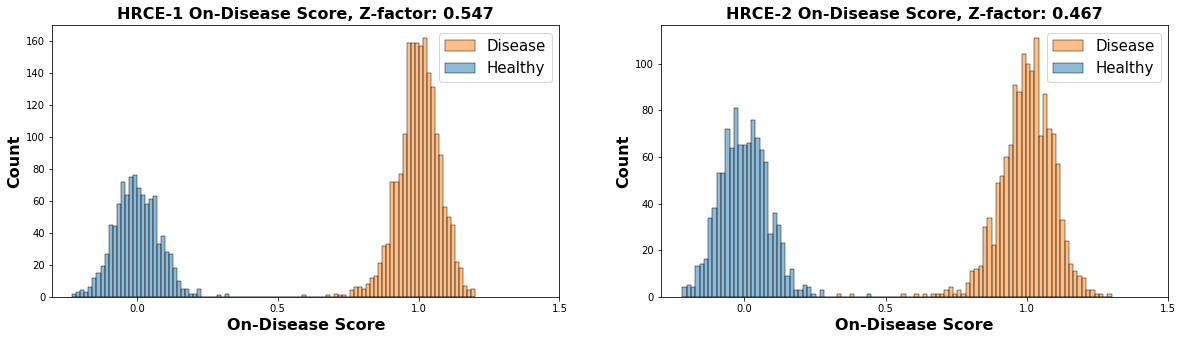 HRCE-1 On-Disease Score, Z-factor: 0.547
160
140
120
100
80
60
40
20
0
Count
Disease
Healthy
0.0 0.5 1.0 1.5
On-Disease Score
HRCE-2 On-Disease Score, Z-factor: 0.467
100
80
60
40
20
0
Count
Disease
Healthy
0.0 0.5 1.0 1.5
On-Disease Score